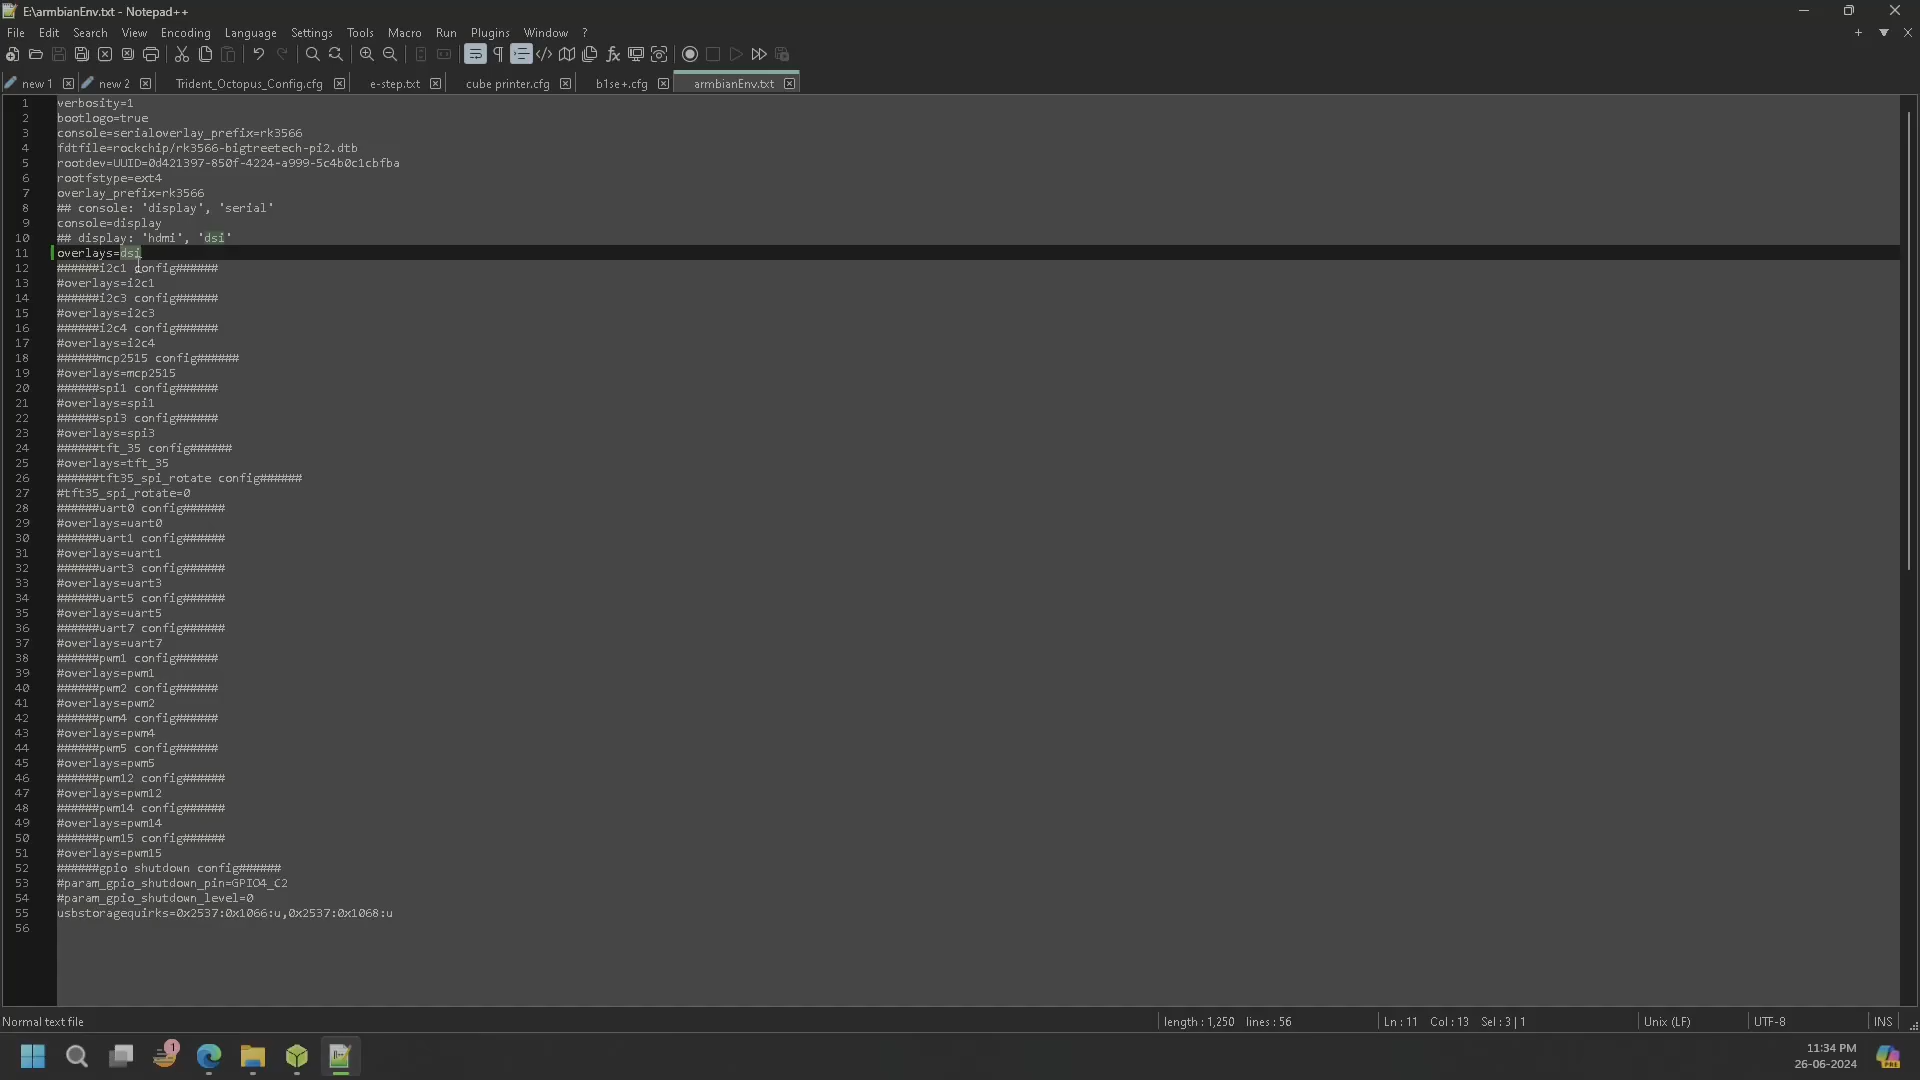 E:\armbianEnv.txt - Notepad++
File Edit Search View Encoding Language Settings Tools Macro Run Plugins Window ?
new 1 new 2 Trident_Octopus_Config.cfg e-step.txt cube printer.cfg b1se+.cfg armbianEnv.txt
1 verbosity=1
2 bootlogo=true
3 console=serialoverlay_prefix=rk3566
4 fdtfile=rockchip/rk3566-bigtreetech-pi2.dtb
5 rootdev=UUID=0d421397-850f-4224-a999-5c4b0c1cbfba
6 rootfstype=ext4
7 overlay_prefix=rk3566
8 ## console: 'display', 'serial'
9 console=display
10 ## display: 'hdmi', 'dsi'
11 overlays=dsi
12 ######i2c1 config######
13 #overlays=i2c1
14 ######i2c3 config######
15 #overlays=i2c3
16 ######i2c4 config######
17 #overlays=i2c4
18 ######mcp2515 config######
19 #overlays=mcp2515
20 ######spi1 config######
21 #overlays=spi1
22 ######spi3 config######
23 #overlays=spi3
24 ######tft_35 config######
25 #overlays=tft_35
26 ######tft35_spi_rotate config######
27 #tft35_spi_rotate=0
28 ######uart0 config######
29 #overlays=uart0
30 ######uart1 config######
31 #overlays=uart1
32 ######uart3 config######
33 #overlays=uart3
34 ######uart5 config######
35 #overlays=uart5
36 ######uart7 config######
37 #overlays=uart7
38 ######pwm1 config######
39 #overlays=pwm1
40 ######pwm2 config######
41 #overlays=pwm2
42 ######pwm4 config######
43 #overlays=pwm4
44 ######pwm5 config######
45 #overlays=pwm5
46 ######pwm12 config######
47 #overlays=pwm12
48 ######pwm14 config######
49 #overlays=pwm14
50 ######pwm15 config######
51 #overlays=pwm15
52 ######gpio shutdown config######
53 #param_gpio_shutdown_pin=GPIO4_C2
54 #param_gpio_shutdown_level=0
55 usbstoragequirks=0x2537:0x1066:u,0x2537:0x1068:u
56
Normal text file length : 1,250 lines : 56 Ln : 11 Col : 13 Sel : 3 | 1 Unix (LF) UTF-8 INS
1
11:34 PM
26-06-2024
PRE